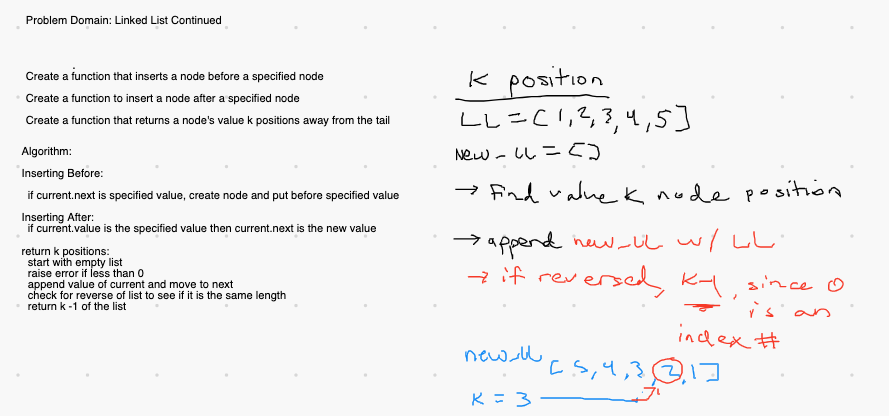 Problem Domain: Linked List Continued
Create a function that inserts a node before a specified node
Create a function to insert a node after a specified node
Create a function that returns a node's value k positions away from the tail
Algorithm:
Inserting Before:
if current.next is specified value, create node and put before specified value
Inserting After:
if current.value is the specified value then current.next is the new value
return k positions:
start with empty list
raise error if less than 0
append value of current and move to next
check for reverse of list to see if it is the same length
return k -1 of the list
K position
LL = [1, 2, 3, 4, 5]
new_LL = []
→ find value k node position
→ append new_LL w/ LL
→ if reversed, K-1, since 0
is an
index #
new_LL [5, 4, 3, 2, 1]
K = 3